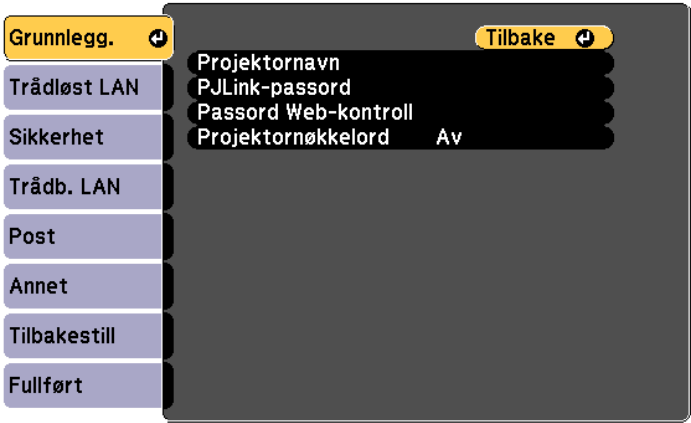 Grunnlegg.
Trådløst LAN
Sikkerhet
Trådb. LAN
Post
Annet
Tilbakestill
Fullført
Tilbake
Projektornavn
PJLink-passord
Passord Web-kontroll
Projektornøkkelord Av